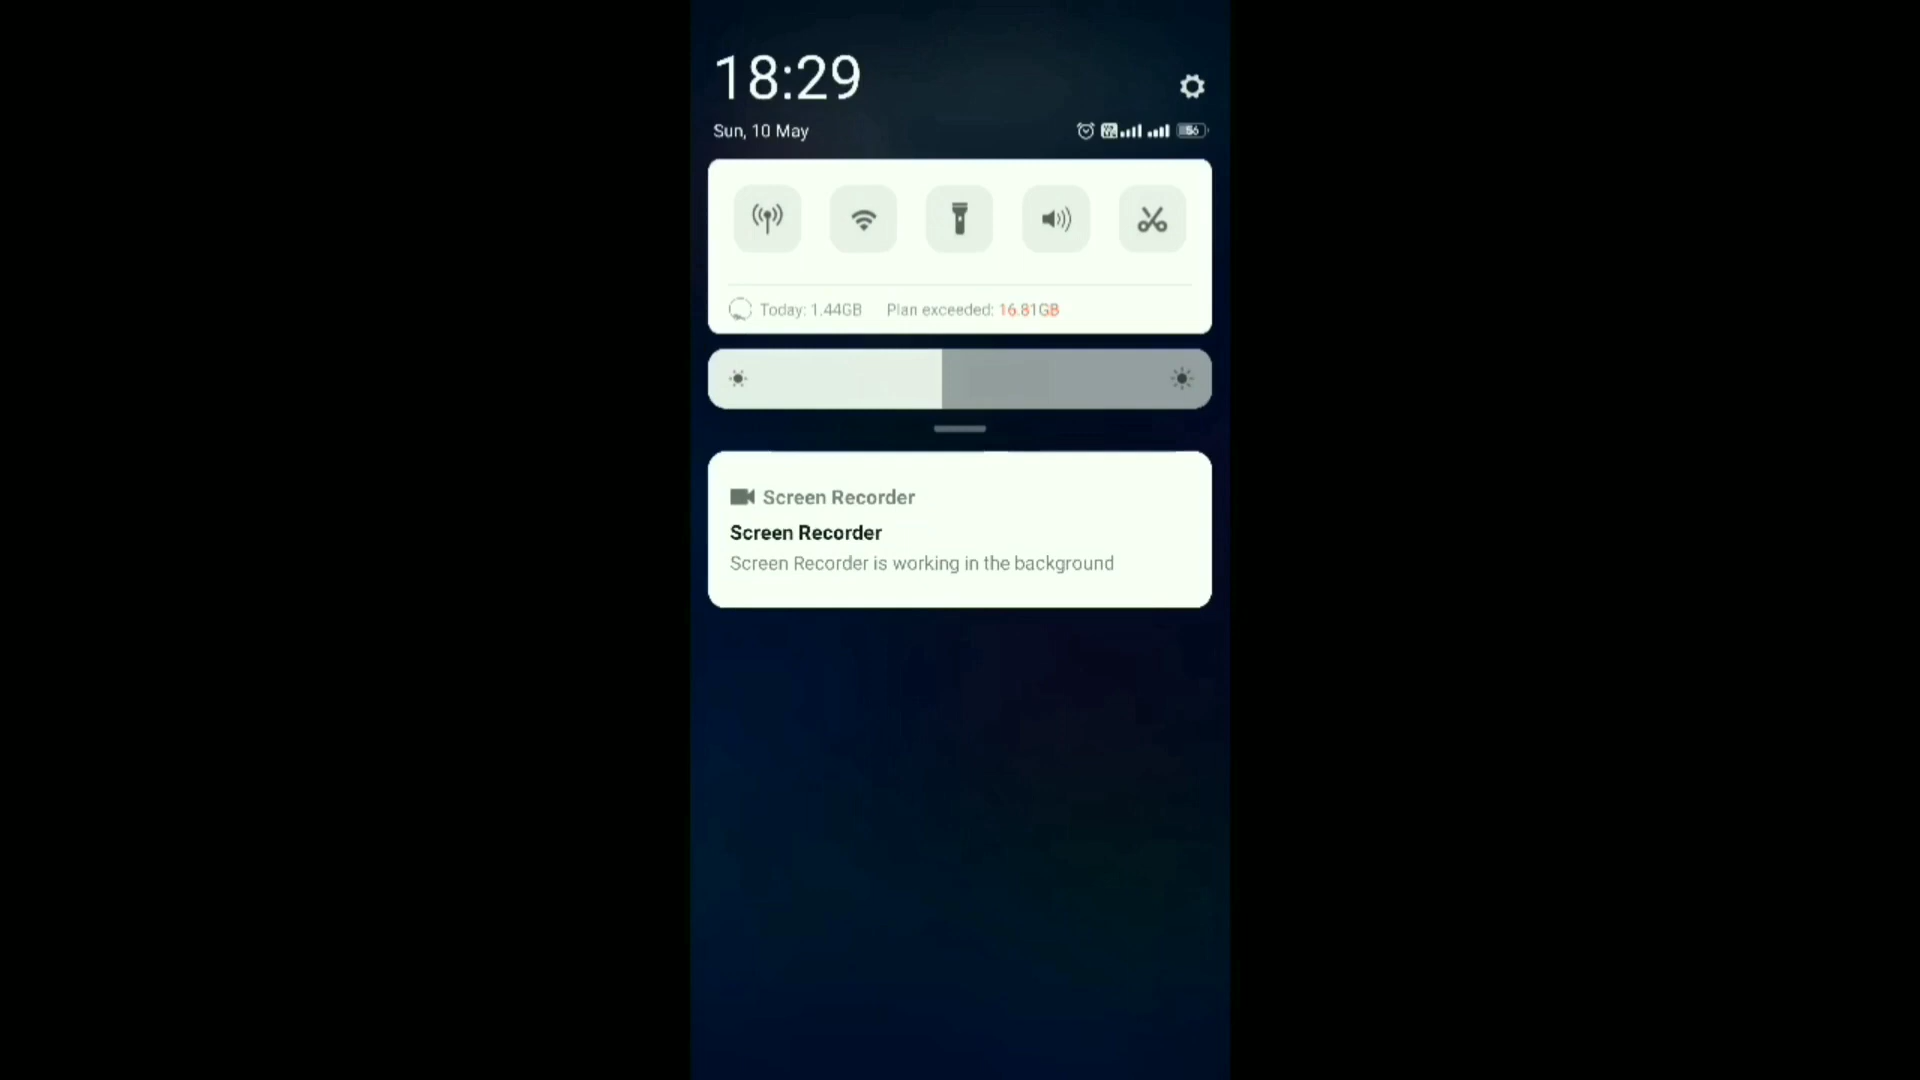 18:29
Sun, 10 May
56
Today: 1.44GB Plan exceeded: 16.81GB
Screen Recorder
Screen Recorder
Screen Recorder is working in the background